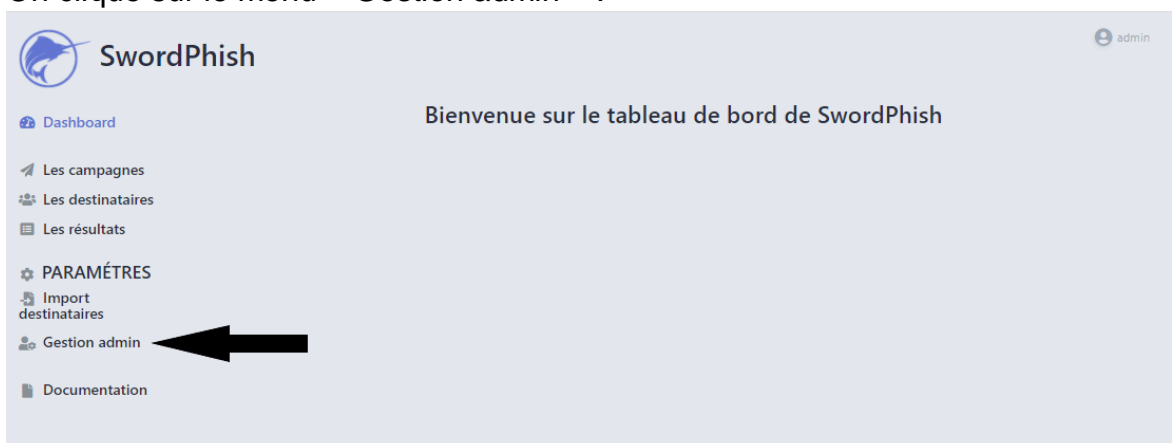 On clique sur le menu « Gestion admin » :
SwordPhish
admin
Dashboard
Bienvenue sur le tableau de bord de SwordPhish
Les campagnes
Les destinataires
Les résultats
PARAMÉTRES
Import
destinataires
Gestion admin
Documentation